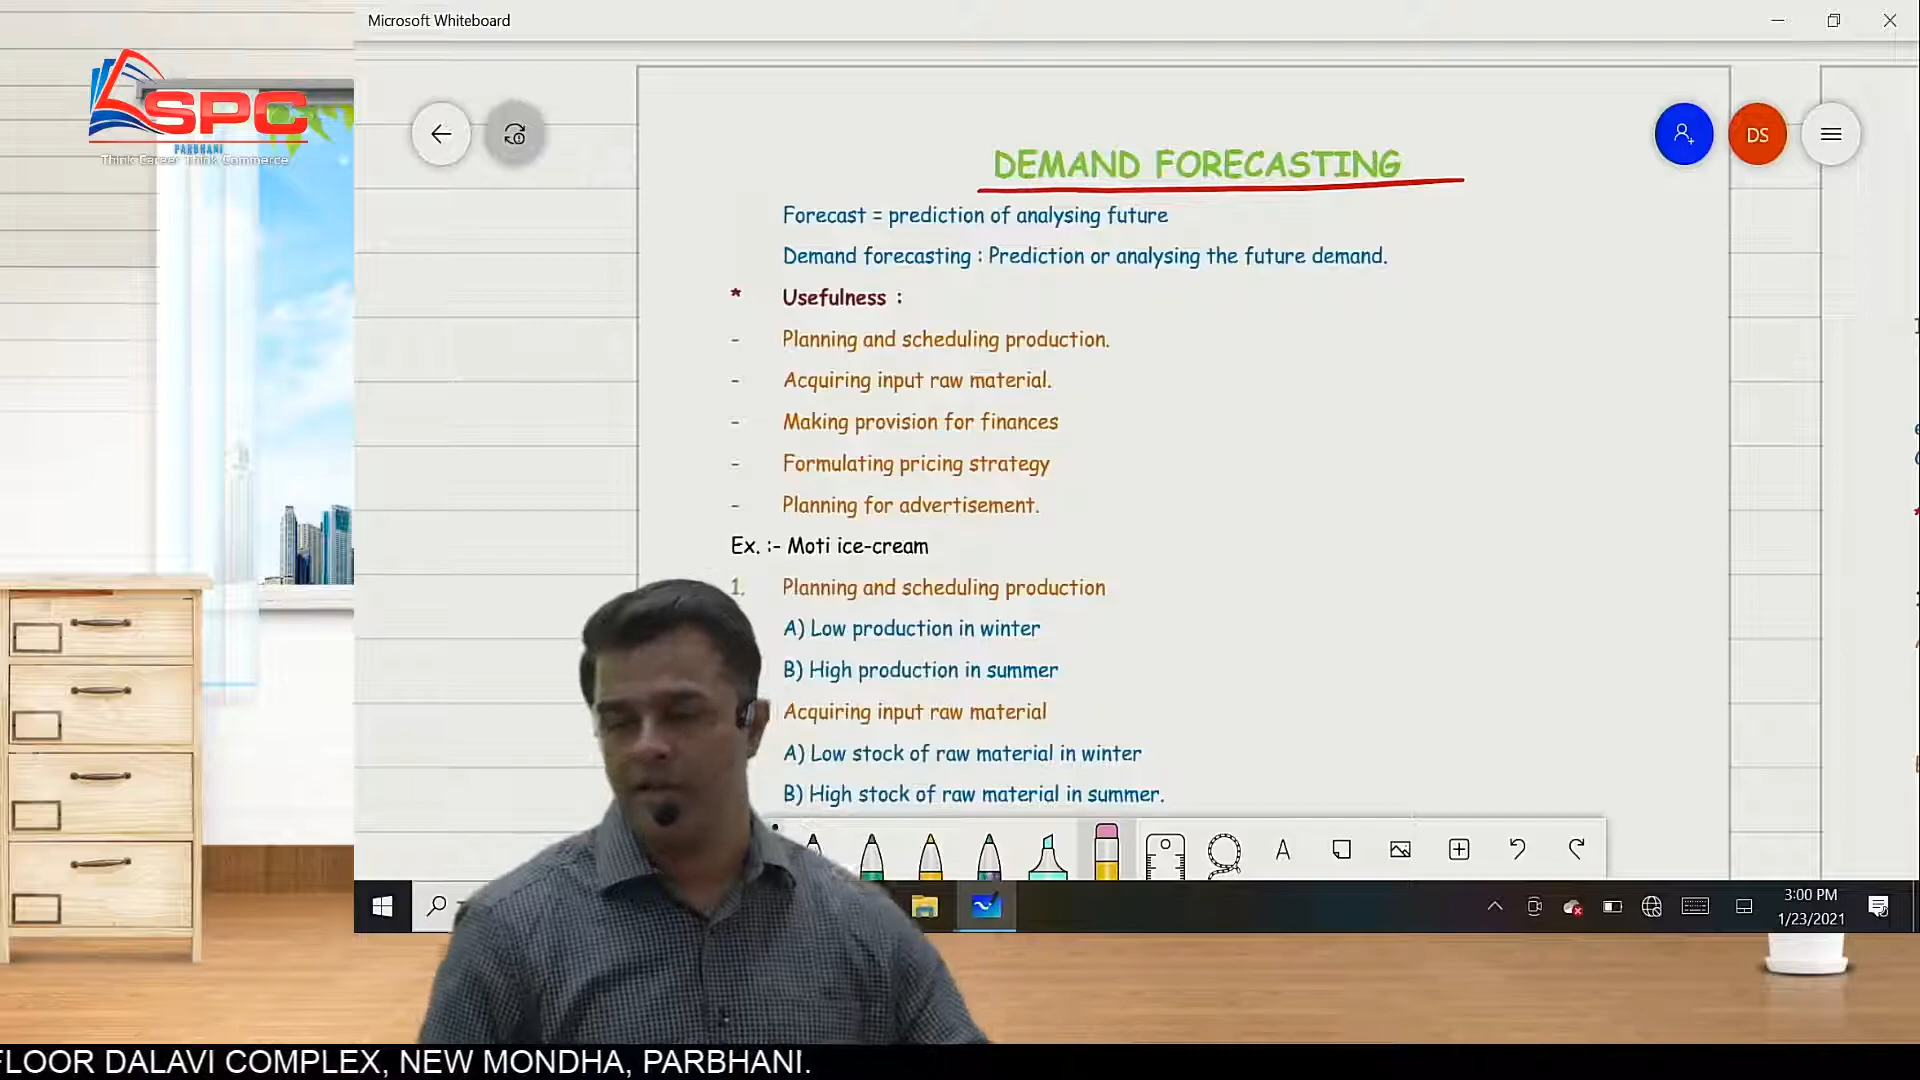 Microsoft Whiteboard
SPC
PARBHANI
Think Career Think Commerce
DS
DEMAND FORECASTING
Forecast = prediction of analysing future
Demand forecasting : Prediction or analysing the future demand.
* Usefulness :
- Planning and scheduling production.
- Acquiring input raw material.
- Making provision for finances
- Formulating pricing strategy
- Planning for advertisement.
Ex. :- Moti ice-cream
1. Planning and scheduling production
A) Low production in winter
B) High production in summer
Acquiring input raw material
A) Low stock of raw material in winter
B) High stock of raw material in summer.
3:00 PM
1/23/2021
FLOOR DALAVI COMPLEX, NEW MONDHA, PARBHANI.